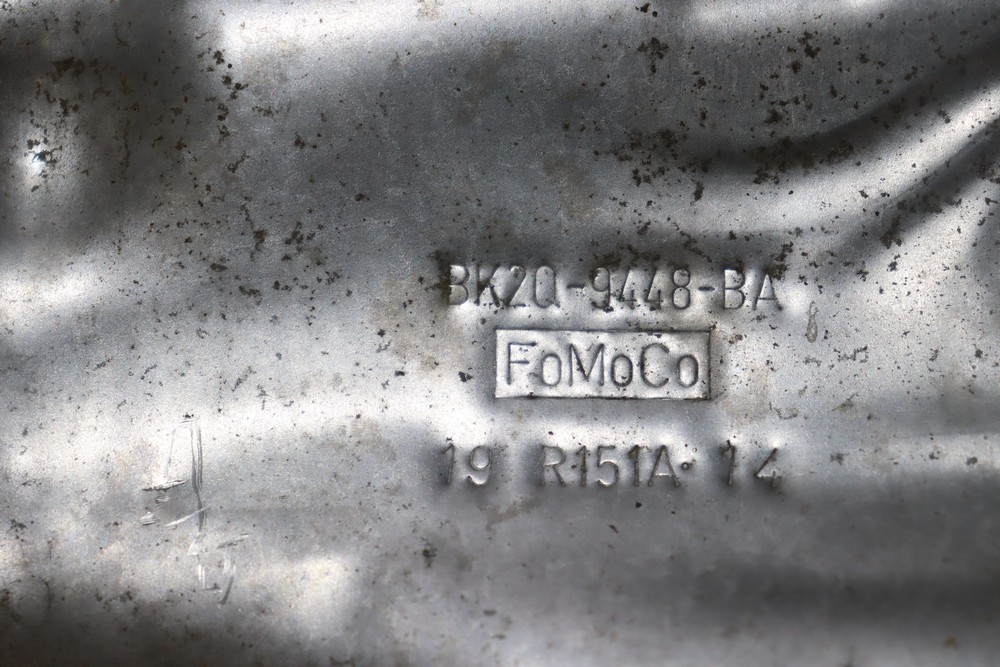 BK2Q-9448-BA
FoMoCo
19 R151A 14